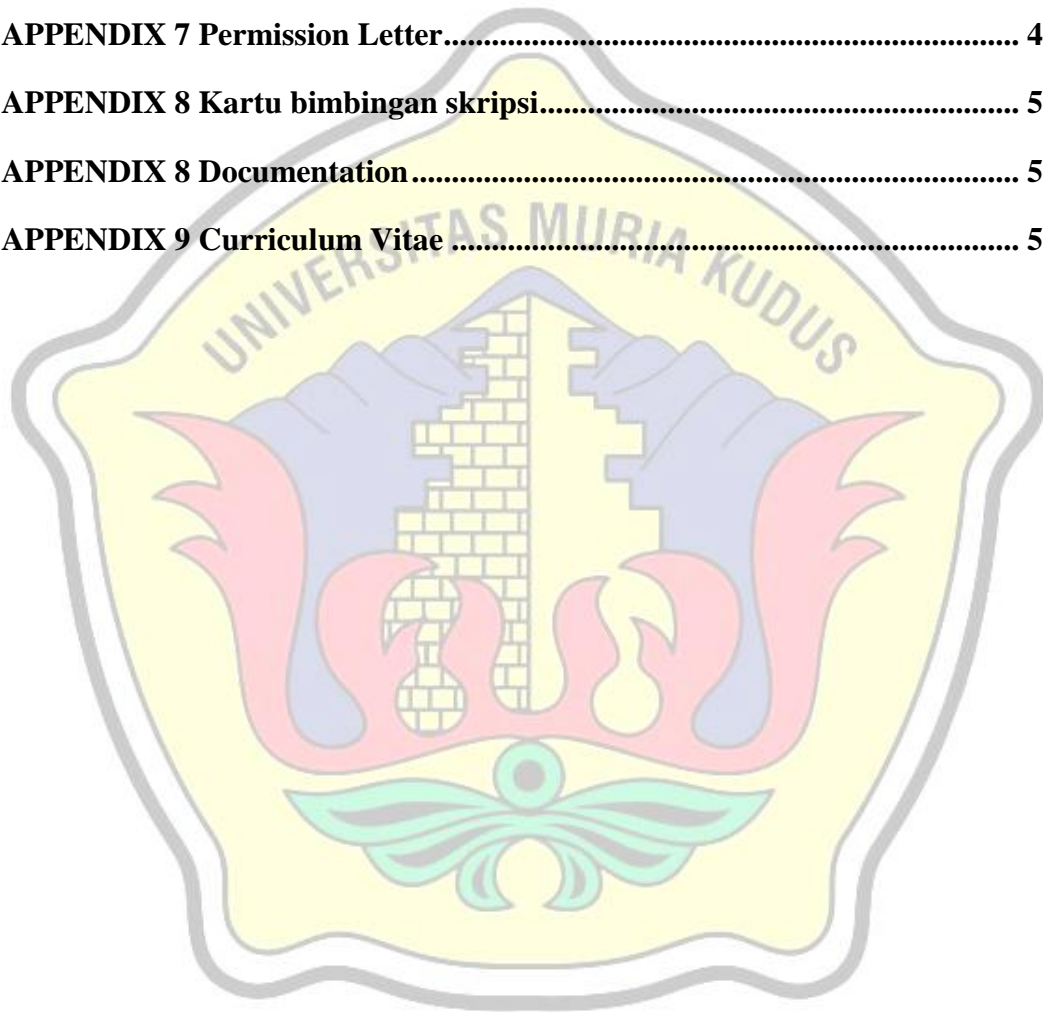 APPENDIX 7 Permission Letter........................................................................ 4
APPENDIX 8 Kartu bimbingan skripsi............................................................ 5
APPENDIX 8 Documentation............................................................................ 5
APPENDIX 9 Curriculum Vitae ....................................................................... 5
UNIVERSITAS MURIA KUDUS